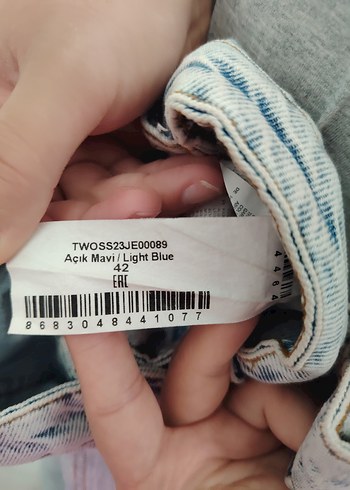 TWOSS23JE00089
Açık Mavi / Light Blue
42
EAC
8683048441077